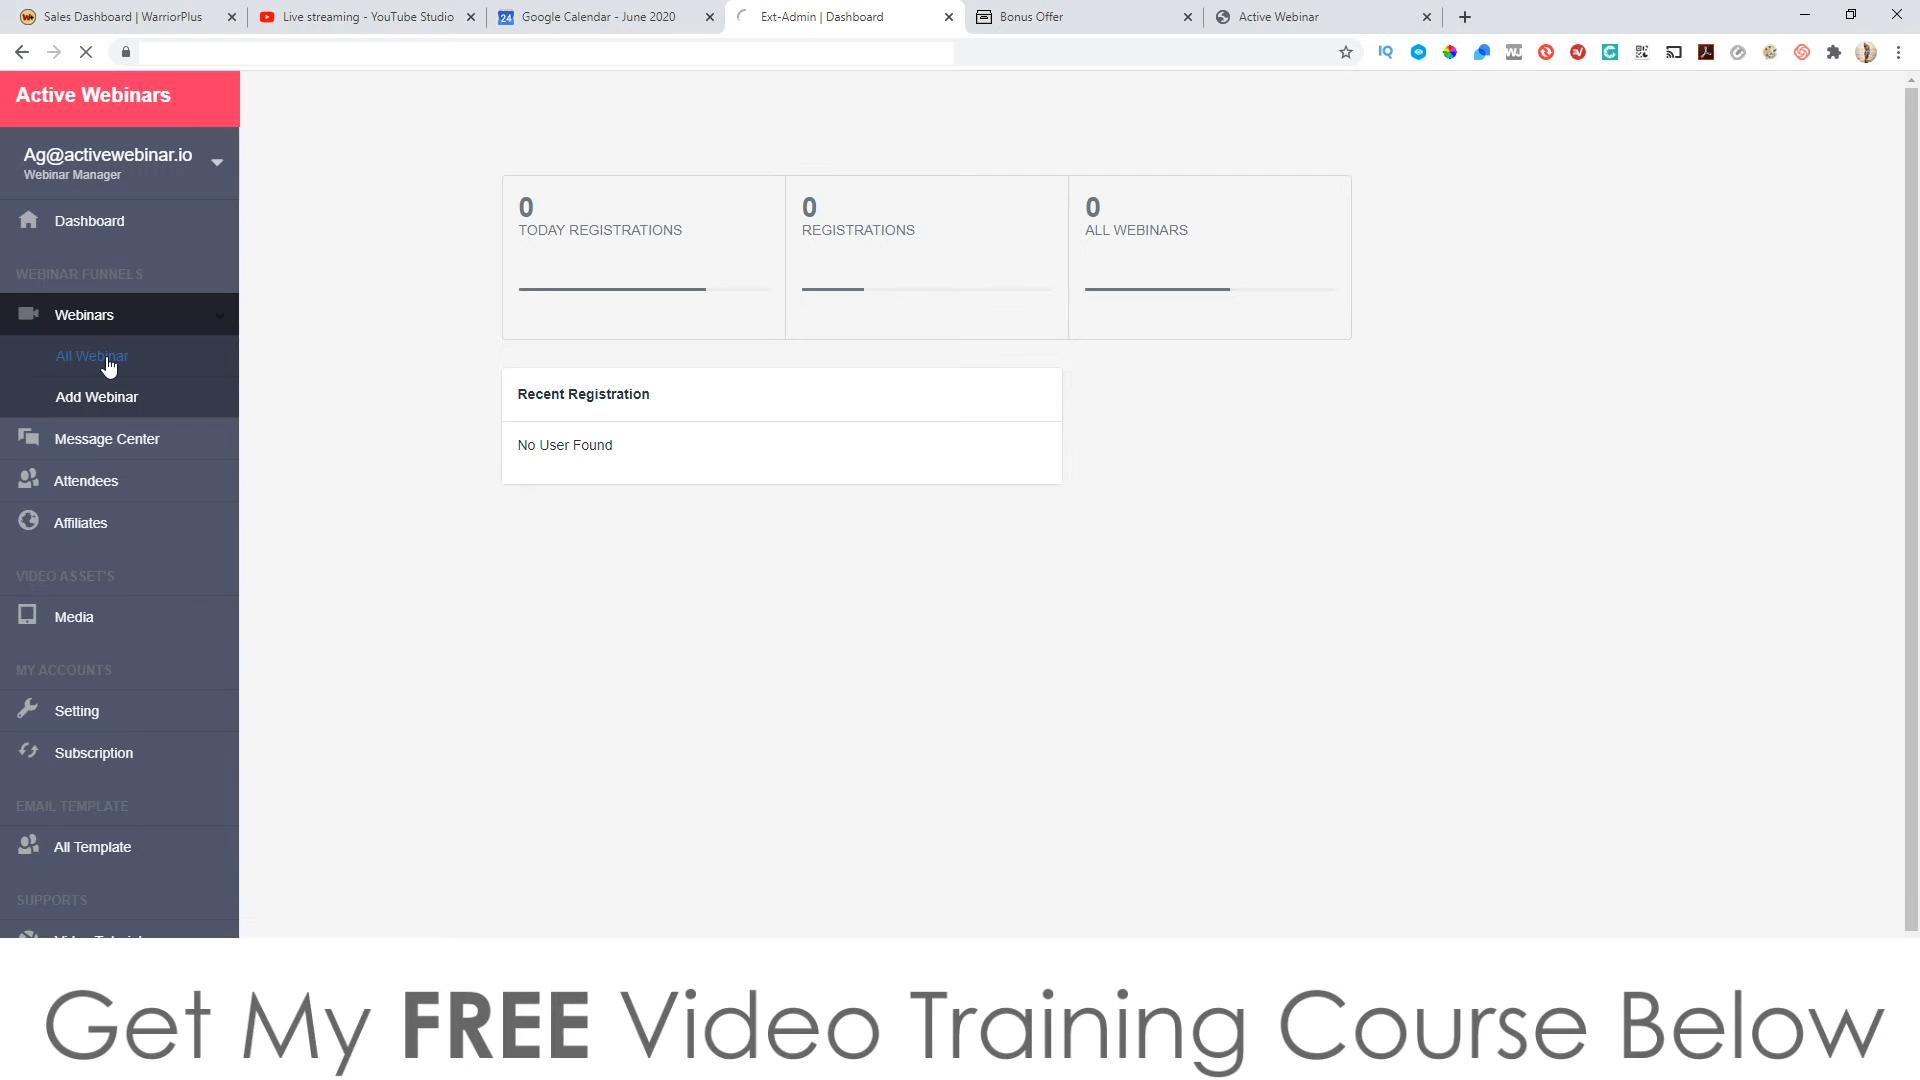 Sales Dashboard | WarriorPlus
Live streaming - YouTube Studio
24
Google Calendar - June 2020
Ext-Admin | Dashboard
Bonus Offer
Active Webinar
Active Webinars
Ag@activewebinar.io
Webinar Manager
Dashboard
WEBINAR FUNNELS
Webinars
All Webinar
Add Webinar
Message Center
Attendees
Affiliates
VIDEO ASSET'S
Media
MY ACCOUNTS
Setting
Subscription
EMAIL TEMPLATE
All Template
SUPPORTS
0
TODAY REGISTRATIONS
0
REGISTRATIONS
0
ALL WEBINARS
Recent Registration
No User Found
Get My FREE Video Training Course Below